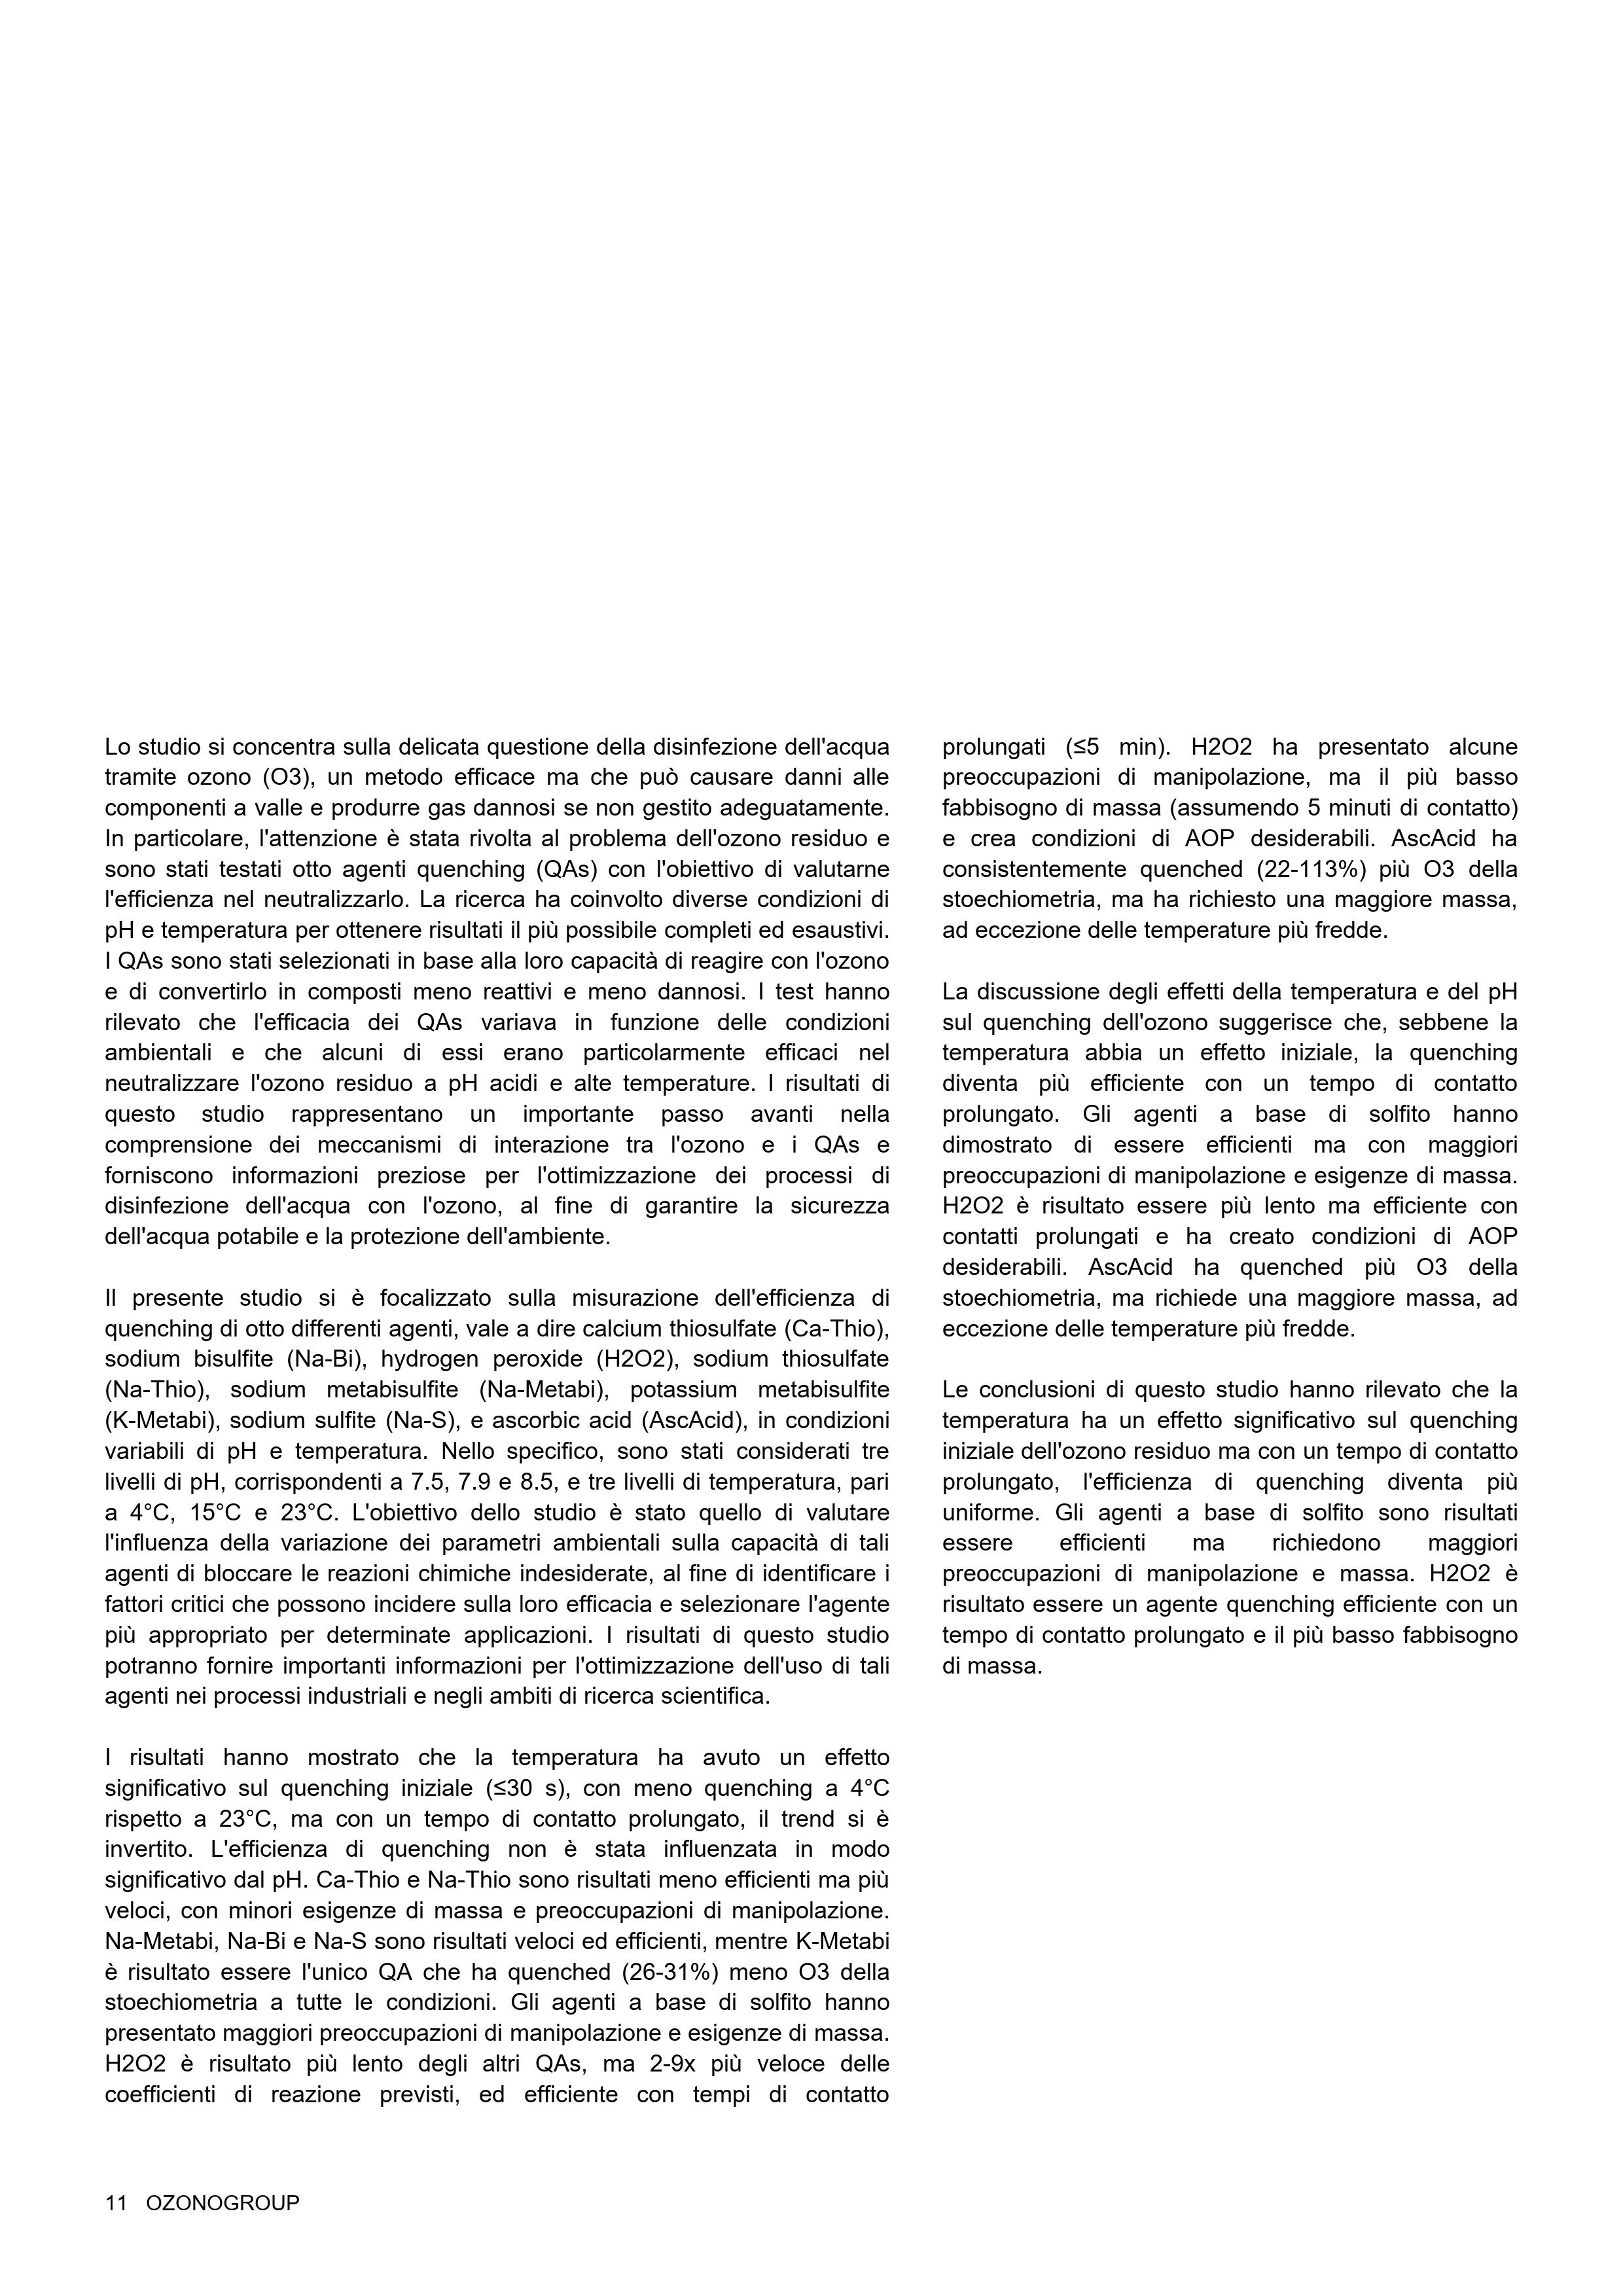 Lo studio si concentra sulla delicata questione della disinfezione dell'acqua
tramite ozono (O3), un metodo efficace ma che può causare danni alle
componenti a valle e produrre gas dannosi se non gestito adeguatamente.
In particolare, l'attenzione è stata rivolta al problema dell'ozono residuo e
sono stati testati otto agenti quenching (QAs) con l'obiettivo di valutarne
l'efficienza nel neutralizzarlo. La ricerca ha coinvolto diverse condizioni di
pH e temperatura per ottenere risultati il più possibile completi ed esaustivi.
I QAs sono stati selezionati in base alla loro capacità di reagire con l'ozono
e di convertirlo in composti meno reattivi e meno dannosi. I test hanno
rilevato che l'efficacia dei QAs variava in funzione delle condizioni
ambientali e che alcuni di essi erano particolarmente efficaci nel
neutralizzare l'ozono residuo a pH acidi e alte temperature. I risultati di
questo studio rappresentano un importante passo avanti nella
comprensione dei meccanismi di interazione tra l'ozono e i QAs e
forniscono informazioni preziose per l'ottimizzazione dei processi di
disinfezione dell'acqua con l'ozono, al fine di garantire la sicurezza
dell'acqua potabile e la protezione dell'ambiente.
Il presente studio si è focalizzato sulla misurazione dell'efficienza di
quenching di otto differenti agenti, vale a dire calcium thiosulfate (Ca-Thio),
sodium bisulfite (Na-Bi), hydrogen peroxide (H2O2), sodium thiosulfate
(Na-Thio), sodium metabisulfite (Na-Metabi), potassium metabisulfite
(K-Metabi), sodium sulfite (Na-S), e ascorbic acid (AscAcid), in condizioni
variabili di pH e temperatura. Nello specifico, sono stati considerati tre
livelli di pH, corrispondenti a 7.5, 7.9 e 8.5, e tre livelli di temperatura, pari
a 4°C, 15°C e 23°C. L'obiettivo dello studio è stato quello di valutare
l'influenza della variazione dei parametri ambientali sulla capacità di tali
agenti di bloccare le reazioni chimiche indesiderate, al fine di identificare i
fattori critici che possono incidere sulla loro efficacia e selezionare l'agente
più appropriato per determinate applicazioni. I risultati di questo studio
potranno fornire importanti informazioni per l'ottimizzazione dell'uso di tali
agenti nei processi industriali e negli ambiti di ricerca scientifica.
I risultati hanno mostrato che la temperatura ha avuto un effetto
significativo sul quenching iniziale (≤30 s), con meno quenching a 4°C
rispetto a 23°C, ma con un tempo di contatto prolungato, il trend si è
invertito. L'efficienza di quenching non è stata influenzata in modo
significativo dal pH. Ca-Thio e Na-Thio sono risultati meno efficienti ma più
veloci, con minori esigenze di massa e preoccupazioni di manipolazione.
Na-Metabi, Na-Bi e Na-S sono risultati veloci ed efficienti, mentre K-Metabi
è risultato essere l'unico QA che ha quenched (26-31%) meno O3 della
stoechiometria a tutte le condizioni. Gli agenti a base di solfito hanno
presentato maggiori preoccupazioni di manipolazione e esigenze di massa.
H2O2 è risultato più lento degli altri QAs, ma 2-9x più veloce delle
coefficienti di reazione previsti, ed efficiente con tempi di contatto
prolungati (≤5 min). H2O2 ha presentato alcune
preoccupazioni di manipolazione, ma il più basso
fabbisogno di massa (assumendo 5 minuti di contatto)
e crea condizioni di AOP desiderabili. AscAcid ha
consistentemente quenched (22-113%) più O3 della
stoechiometria, ma ha richiesto una maggiore massa,
ad eccezione delle temperature più fredde.
La discussione degli effetti della temperatura e del pH
sul quenching dell'ozono suggerisce che, sebbene la
temperatura abbia un effetto iniziale, la quenching
diventa più efficiente con un tempo di contatto
prolungato. Gli agenti a base di solfito hanno
dimostrato di essere efficienti ma con maggiori
preoccupazioni di manipolazione e esigenze di massa.
H2O2 è risultato essere più lento ma efficiente con
contatti prolungati e ha creato condizioni di AOP
desiderabili. AscAcid ha quenched più O3 della
stoechiometria, ma richiede una maggiore massa, ad
eccezione delle temperature più fredde.
Le conclusioni di questo studio hanno rilevato che la
temperatura ha un effetto significativo sul quenching
iniziale dell'ozono residuo ma con un tempo di contatto
prolungato, l'efficienza di quenching diventa più
uniforme. Gli agenti a base di solfito sono risultati
essere efficienti ma richiedono maggiori
preoccupazioni di manipolazione e massa. H2O2 è
risultato essere un agente quenching efficiente con un
tempo di contatto prolungato e il più basso fabbisogno
di massa.
11 OZONOGROUP